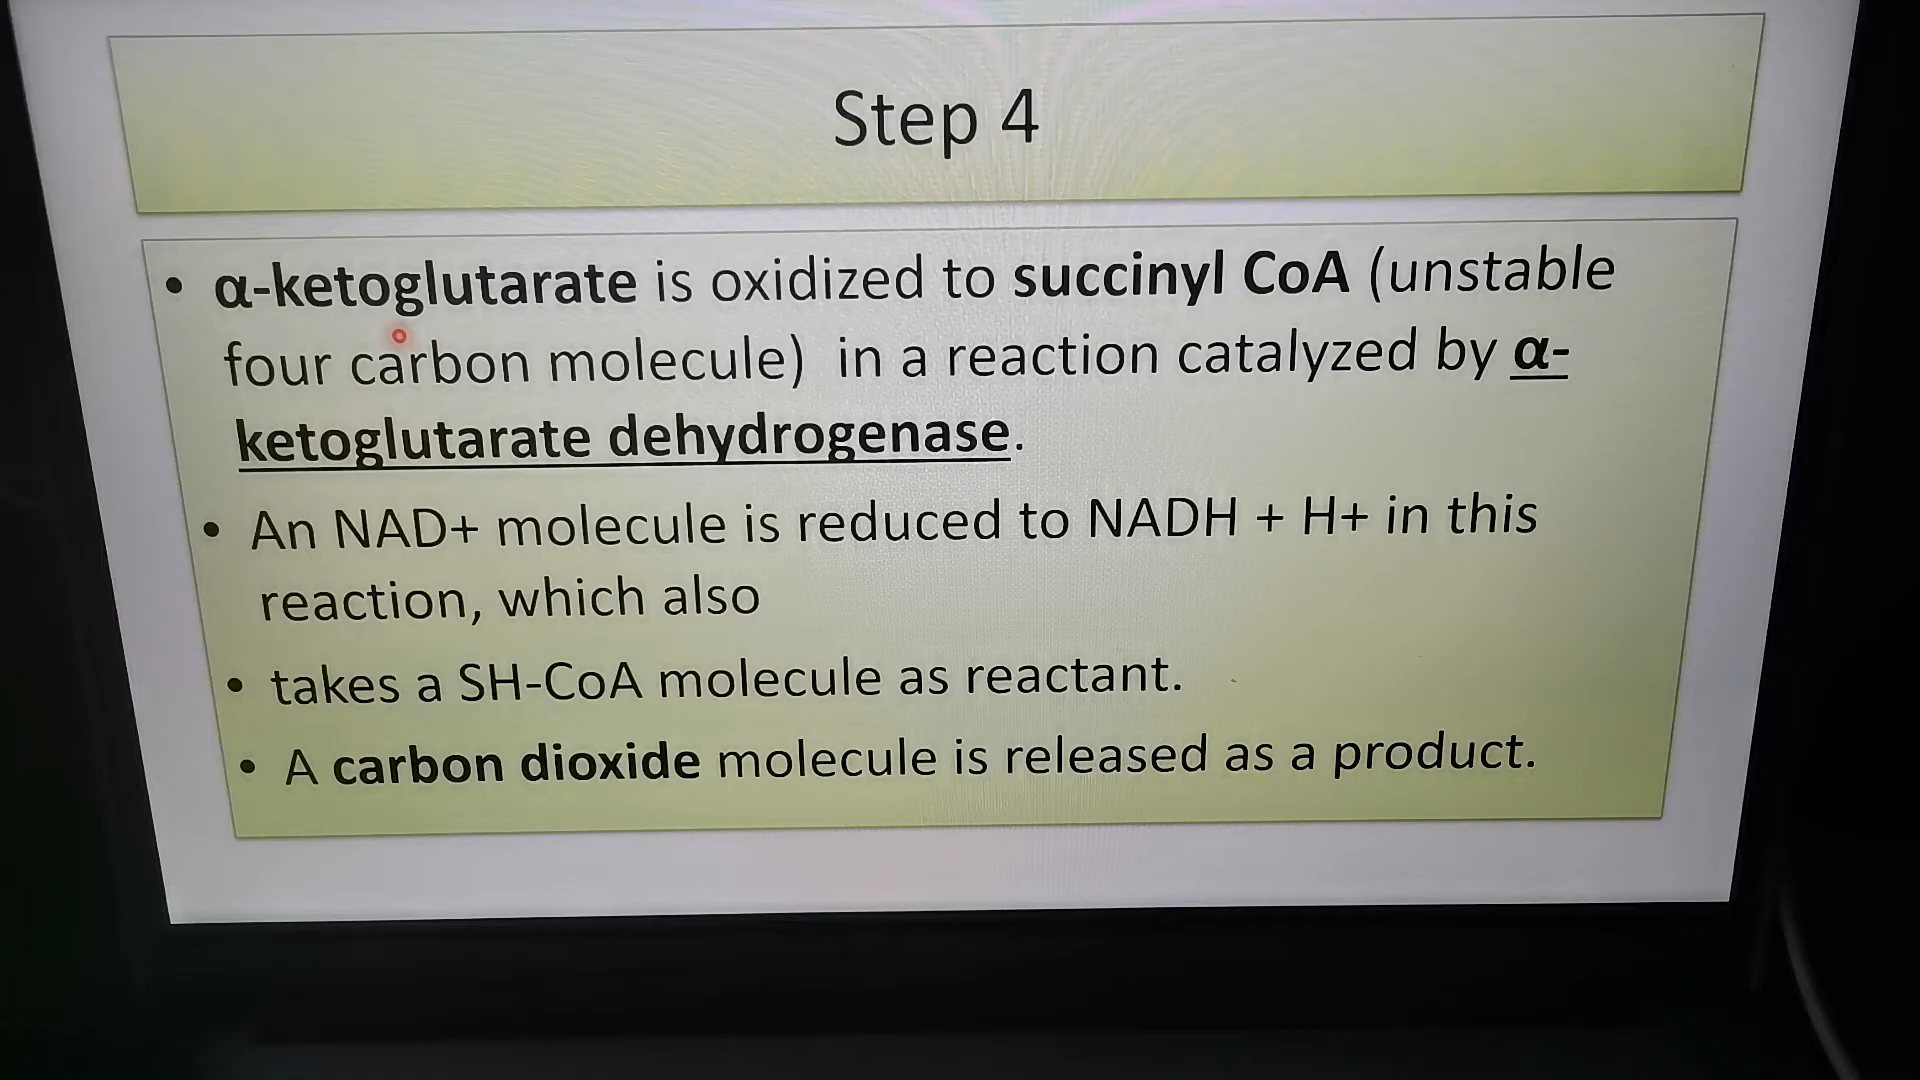 Step 4
• α-ketoglutarate is oxidized to succinyl CoA (unstable
four carbon molecule) in a reaction catalyzed by α-
ketoglutarate dehydrogenase.
• An NAD+ molecule is reduced to NADH + H+ in this
reaction, which also
• takes a SH-CoA molecule as reactant.
• A carbon dioxide molecule is released as a product.